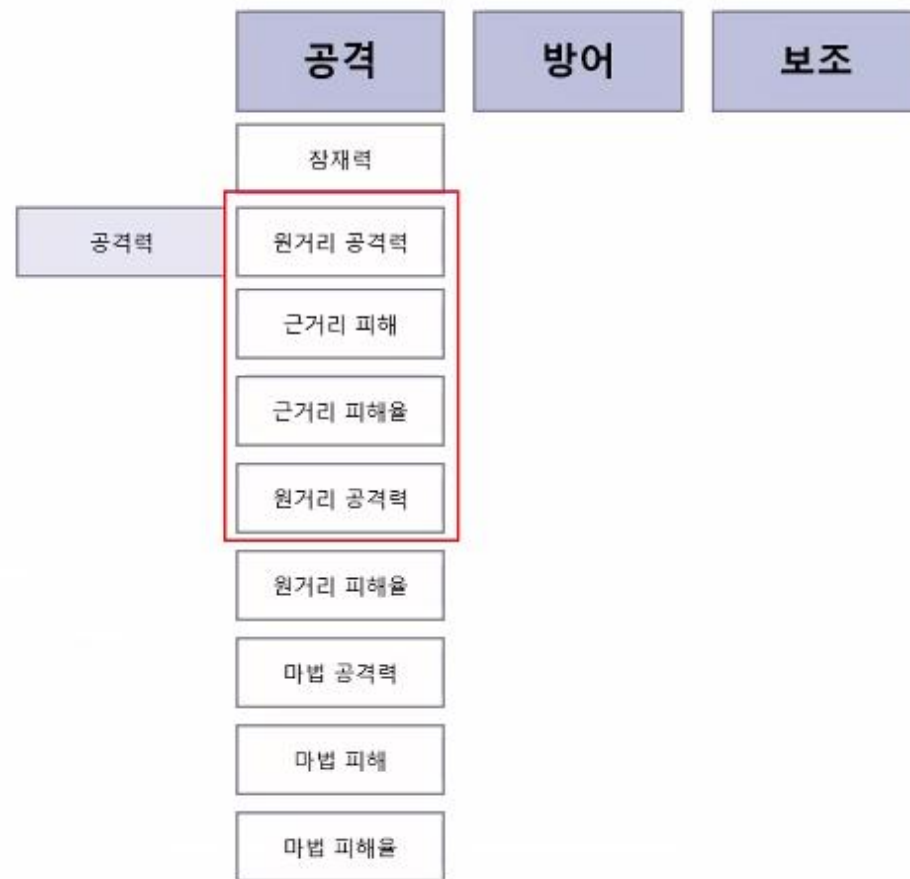 공격 방어 보조
잠재력
공격력 원거리 공격력
근거리 피해
근거리 피해율
원거리 공격력
원거리 피해율
마법 공격력
마법 피해
마법 피해율